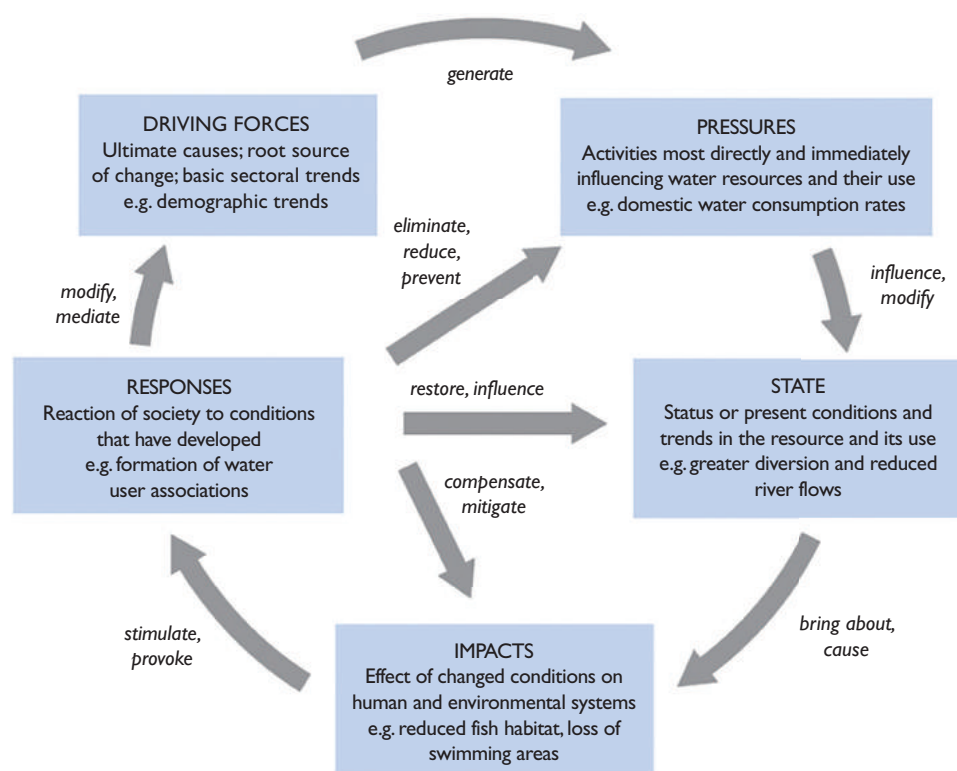 generate
DRIVING FORCES
Ultimate causes; root source
of change; basic sectoral trends
e.g. demographic trends
PRESSURES
Activities most directly and immediately
influencing water resources and their use
e.g. domestic water consumption rates
eliminate,
reduce,
prevent
modify,
mediate
influence,
modify
RESPONSES
Reaction of society to conditions
that have developed
e.g. formation of water
user associations
restore, influence
STATE
Status or present conditions and
trends in the resource and its use
e.g. greater diversion and reduced
river flows
compensate,
mitigate
stimulate,
provoke
bring about,
cause
IMPACTS
Effect of changed conditions on
human and environmental systems
e.g. reduced fish habitat, loss of
swimming areas